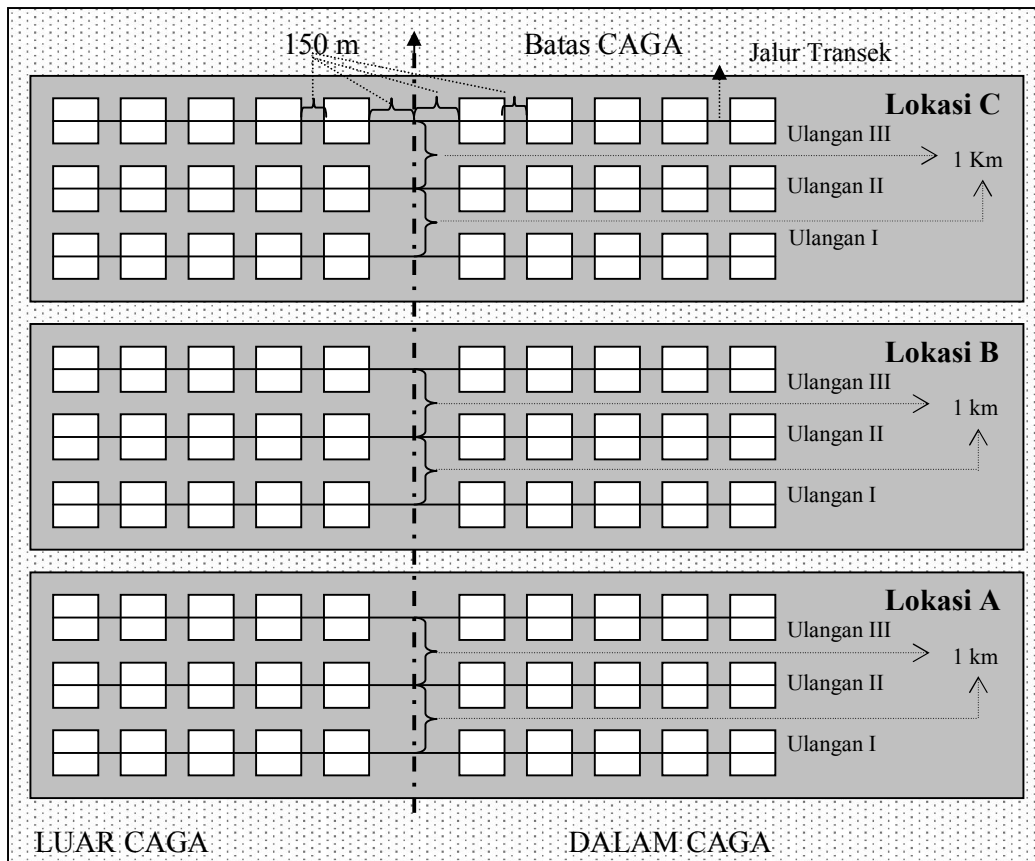 150 m
Batas CAGA
Jalur Transek
Lokasi C
Ulangan III
1 Km
Ulangan II
Ulangan I
Lokasi B
Ulangan III
1 km
Ulangan II
Ulangan I
Lokasi A
Ulangan III
1 km
Ulangan II
Ulangan I
LUAR CAGA
DALAM CAGA